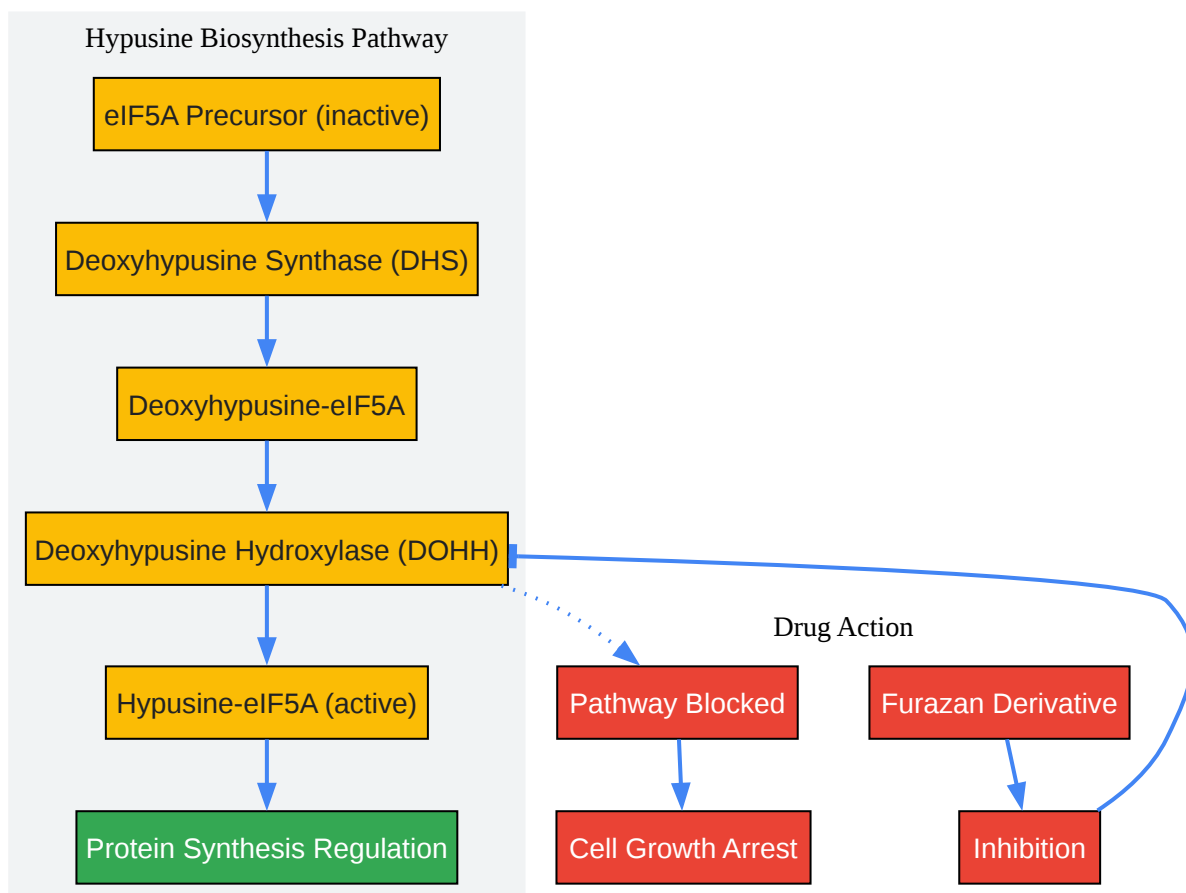 Hypusine Biosynthesis Pathway
eIF5A Precursor (inactive)
Deoxyhypusine Synthase (DHS)
Deoxyhypusine-eIF5A
Deoxyhypusine Hydroxylase (DOHH)
Hypusine-eIF5A (active)
Protein Synthesis Regulation
Drug Action
Pathway Blocked
Furazan Derivative
Cell Growth Arrest
Inhibition